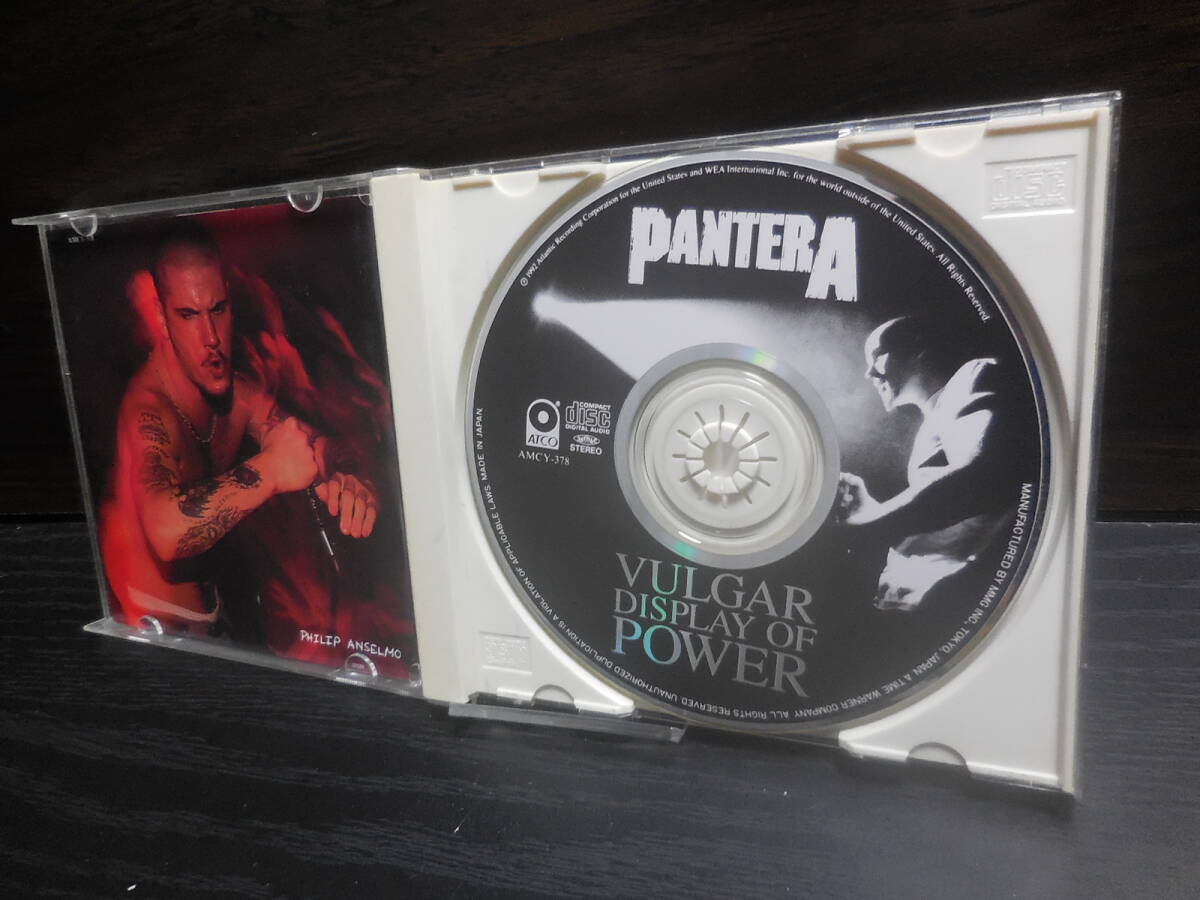 PHILIP ANSELMO
℗1992 Atlantic Recording Corporation for the United States and WEA International Inc. for the world outside of the United States. All Rights Reserved.
PANTERA
ATCO
COMPACT
disc
DIGITAL AUDIO
STEREO
AMCY-378
VULGAR
DISPLAY OF
POWER
MANUFACTURED BY MMG INC., TOKYO, JAPAN A TIME WARNER COMPANY. ALL RIGHTS RESERVED. UNAUTHORIZED DUPLICATION IS A VIOLATION OF APPLICABLE LAWS. MADE IN JAPAN.
disc